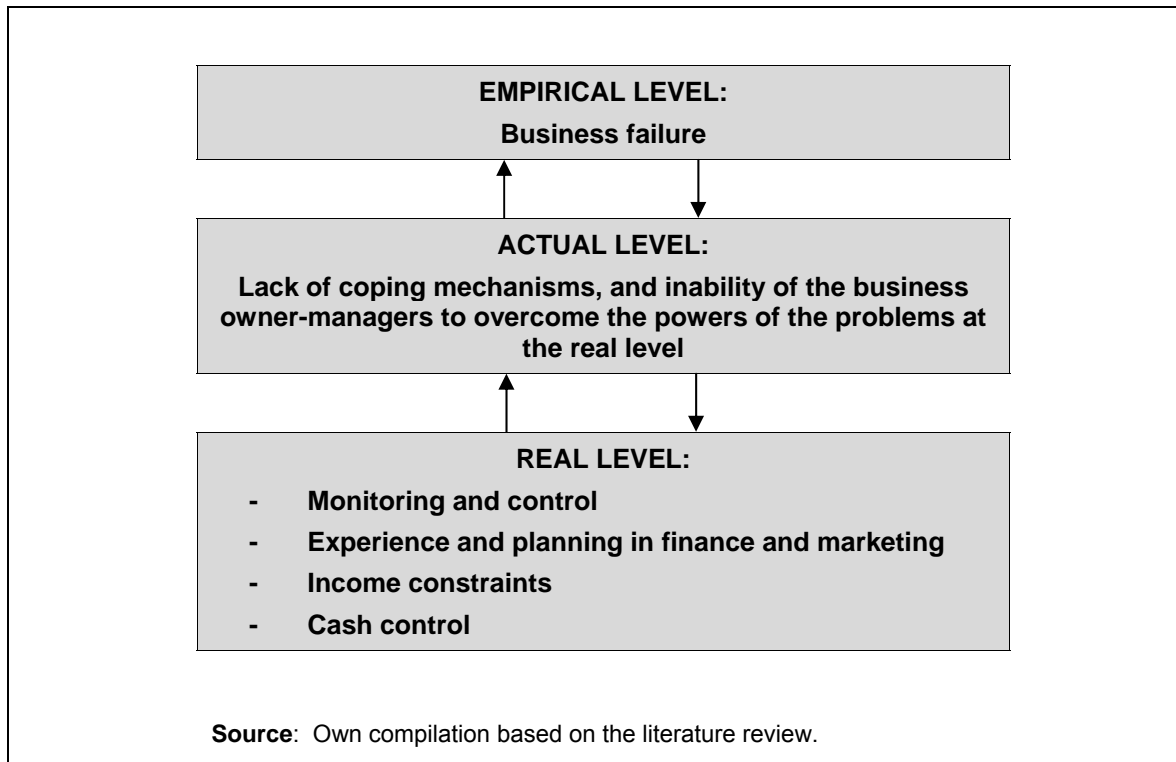 EMPIRICAL LEVEL:
Business failure
ACTUAL LEVEL:
Lack of coping mechanisms, and inability of the business
owner-managers to overcome the powers of the problems at
the real level
REAL LEVEL:
- Monitoring and control
- Experience and planning in finance and marketing
- Income constraints
- Cash control
Source: Own compilation based on the literature review.